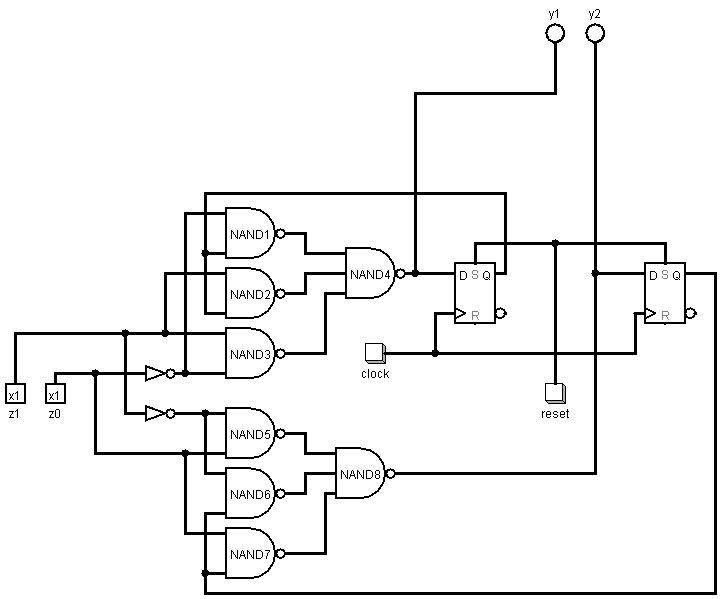 y1 y2
NAND1
NAND2
NAND3
NAND4
D S Q
R
D S Q
R
clock
reset
x1
z1
x1
z0
NAND5
NAND6
NAND7
NAND8